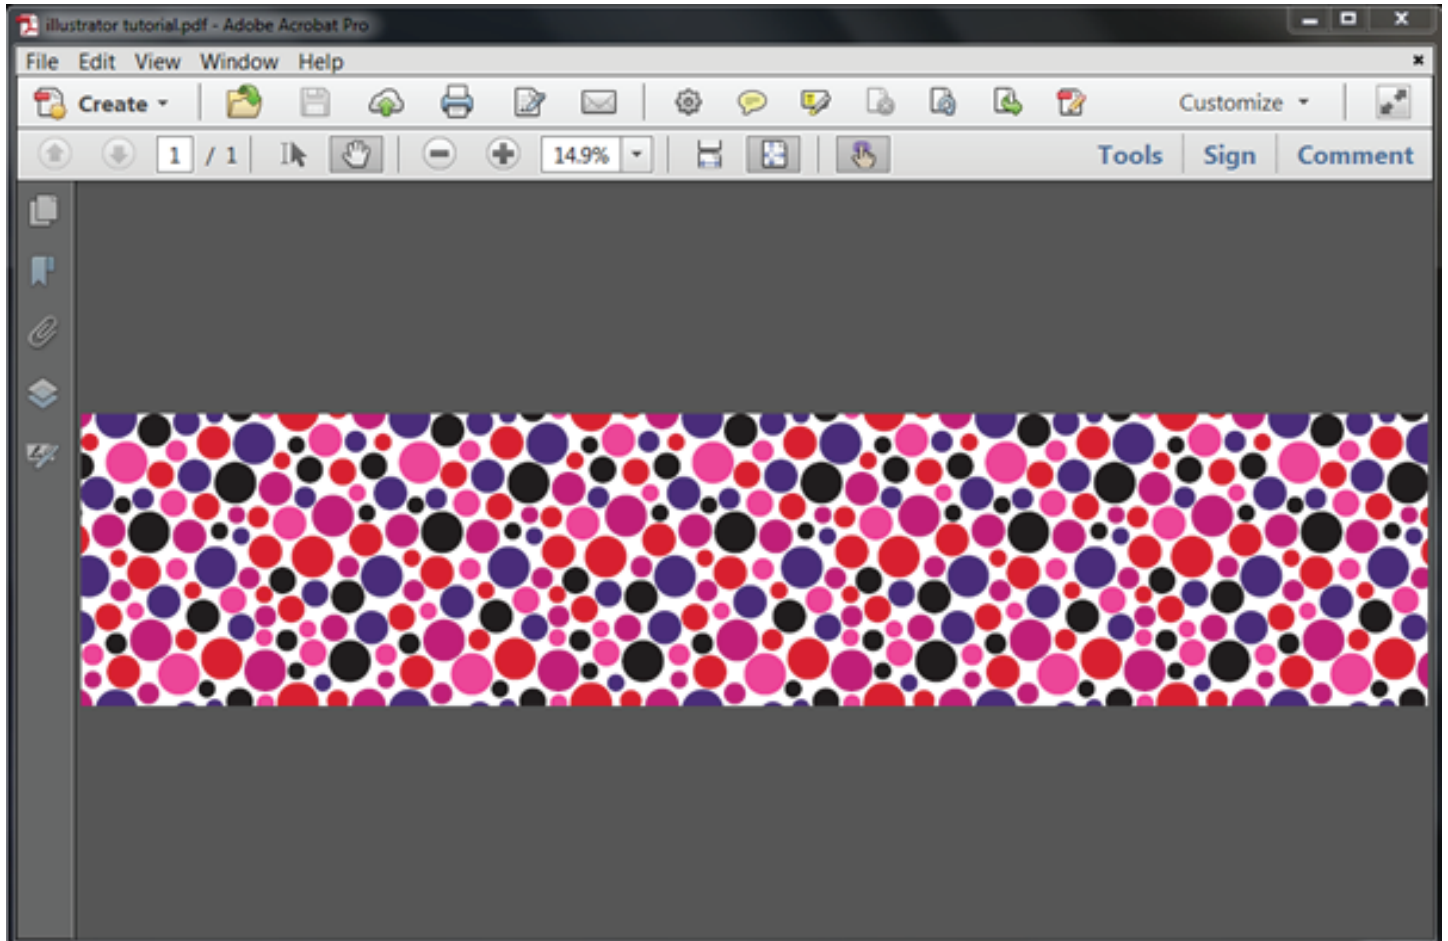 illustrator tutorial.pdf - Adobe Acrobat Pro
File Edit View Window Help
Create Customize
1 / 1 14.9% Tools Sign Comment